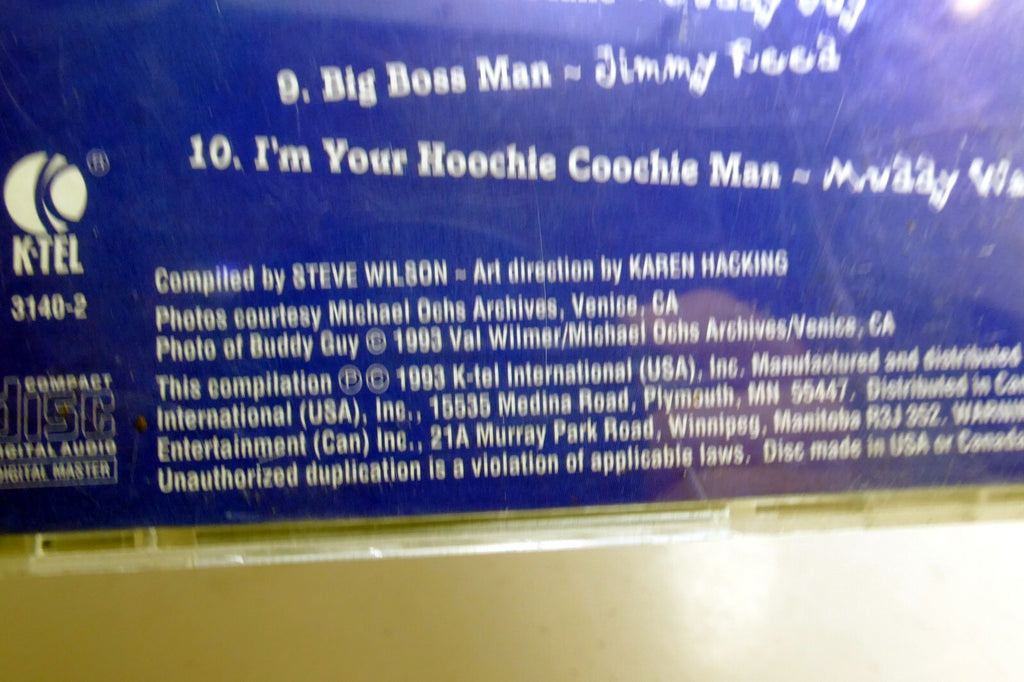 9. Big Boss Man ~ Jimmy Reed
10. I'm Your Hoochie Coochie Man ~ Muddy
®
K-TEL
3140-2
Compiled by STEVE WILSON ~ Art direction by KAREN HACKING
Photos courtesy Michael Ochs Archives, Venice, CA
Photo of Buddy Guy © 1993 Val Wilmer/Michael Ochs Archives/Venice, CA
This compilation ℗ © 1993 K-tel International (USA), Inc. Manufactured and distributed
International (USA), Inc., 15535 Medina Road, Plymouth, MN 55447. Distributed in
Entertainment (Can) Inc., 21A Murray Park Road, Winnipeg, Manitoba R3J 3S2.
Unauthorized duplication is a violation of applicable laws. Disc made in USA or Canada
COMPACT
disc
DIGITAL AUDIO
DIGITAL MASTER